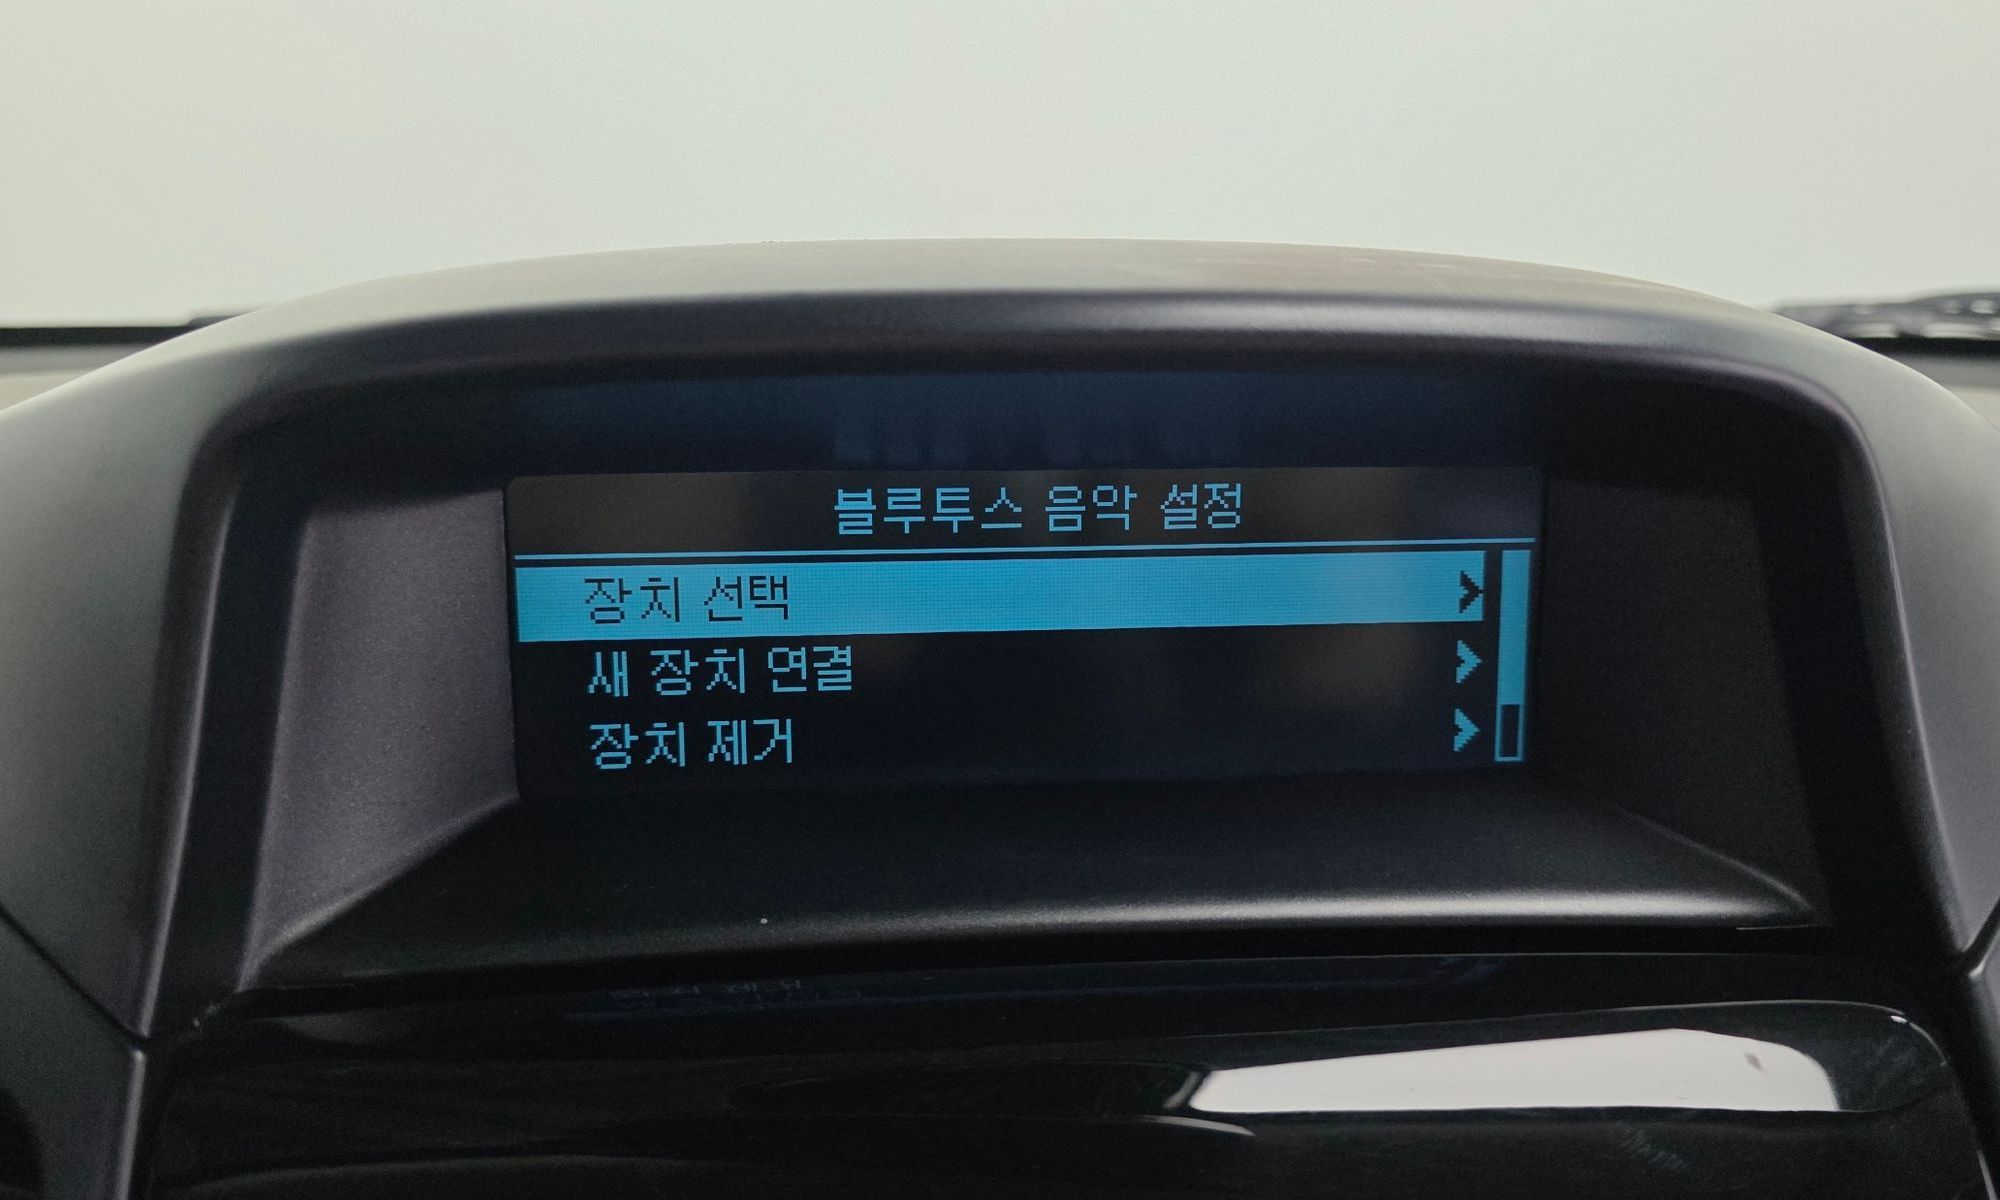 블루투스 음악 설정
장치 선택
새 장치 연결
장치 제거